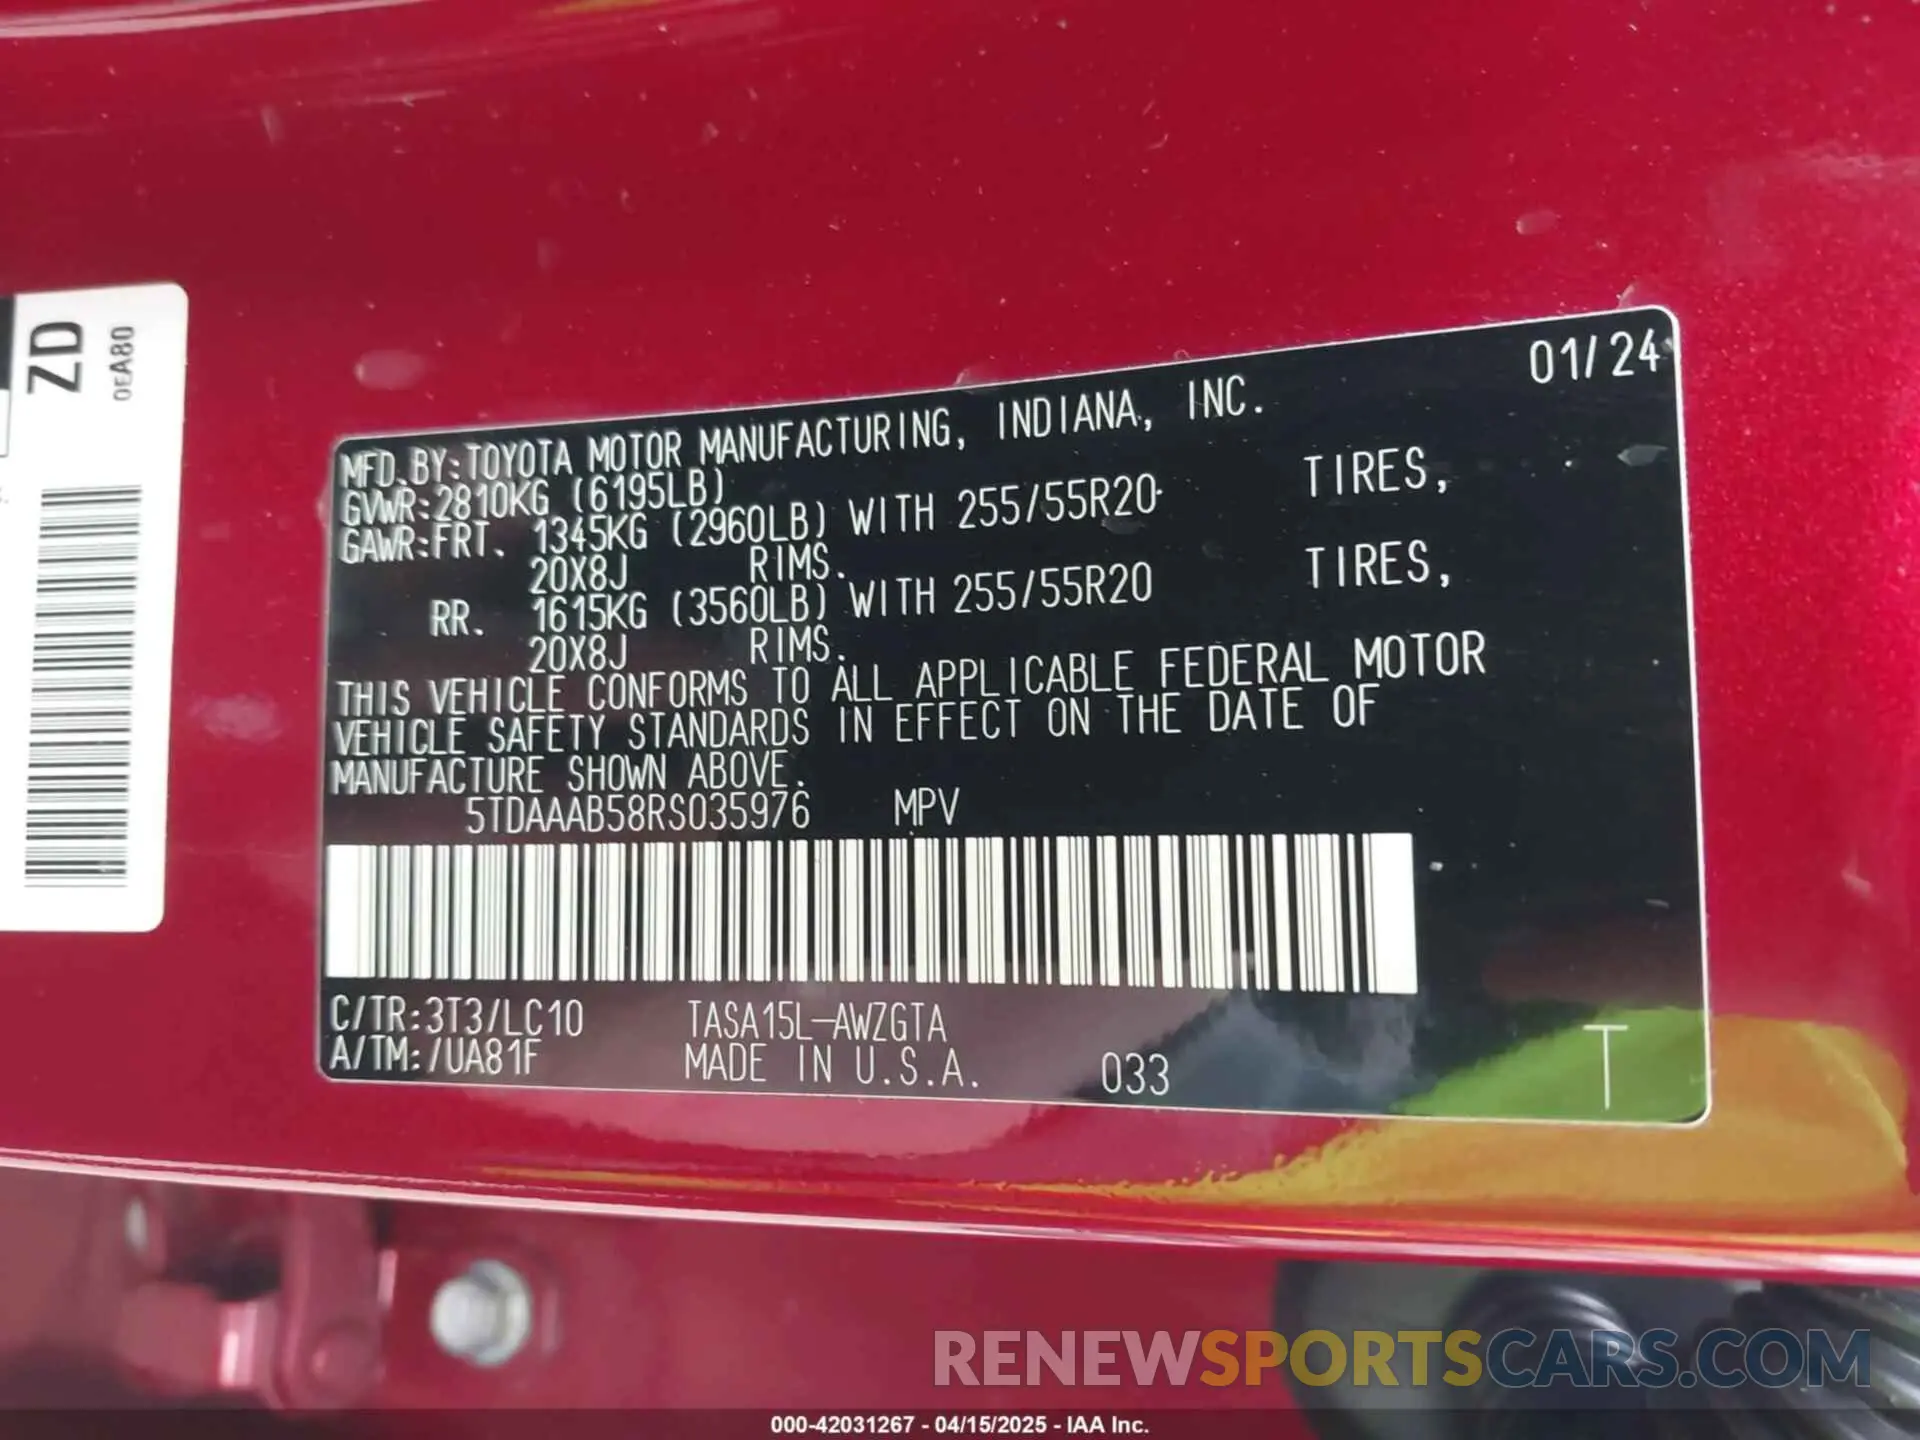 ZD
0EA80
01/24
MFD.BY:TOYOTA MOTOR MANUFACTURING, INDIANA, INC.
GVWR:2810KG (6195LB)
GAWR:FRT. 1345KG (2960LB) WITH 255/55R20 TIRES,
20X8J RIMS.
RR. 1615KG (3560LB) WITH 255/55R20 TIRES,
20X8J RIMS.
THIS VEHICLE CONFORMS TO ALL APPLICABLE FEDERAL MOTOR
VEHICLE SAFETY STANDARDS IN EFFECT ON THE DATE OF
MANUFACTURE SHOWN ABOVE.
5TDAAAB58RS035976 MPV
C/TR:3T3/LC10 TASA15L-AWZGTA
A/TM:/UA81F MADE IN U.S.A. 033 T
RENEWSPORTSCARS.COM
000-42031267 - 04/15/2025 - IAA Inc.